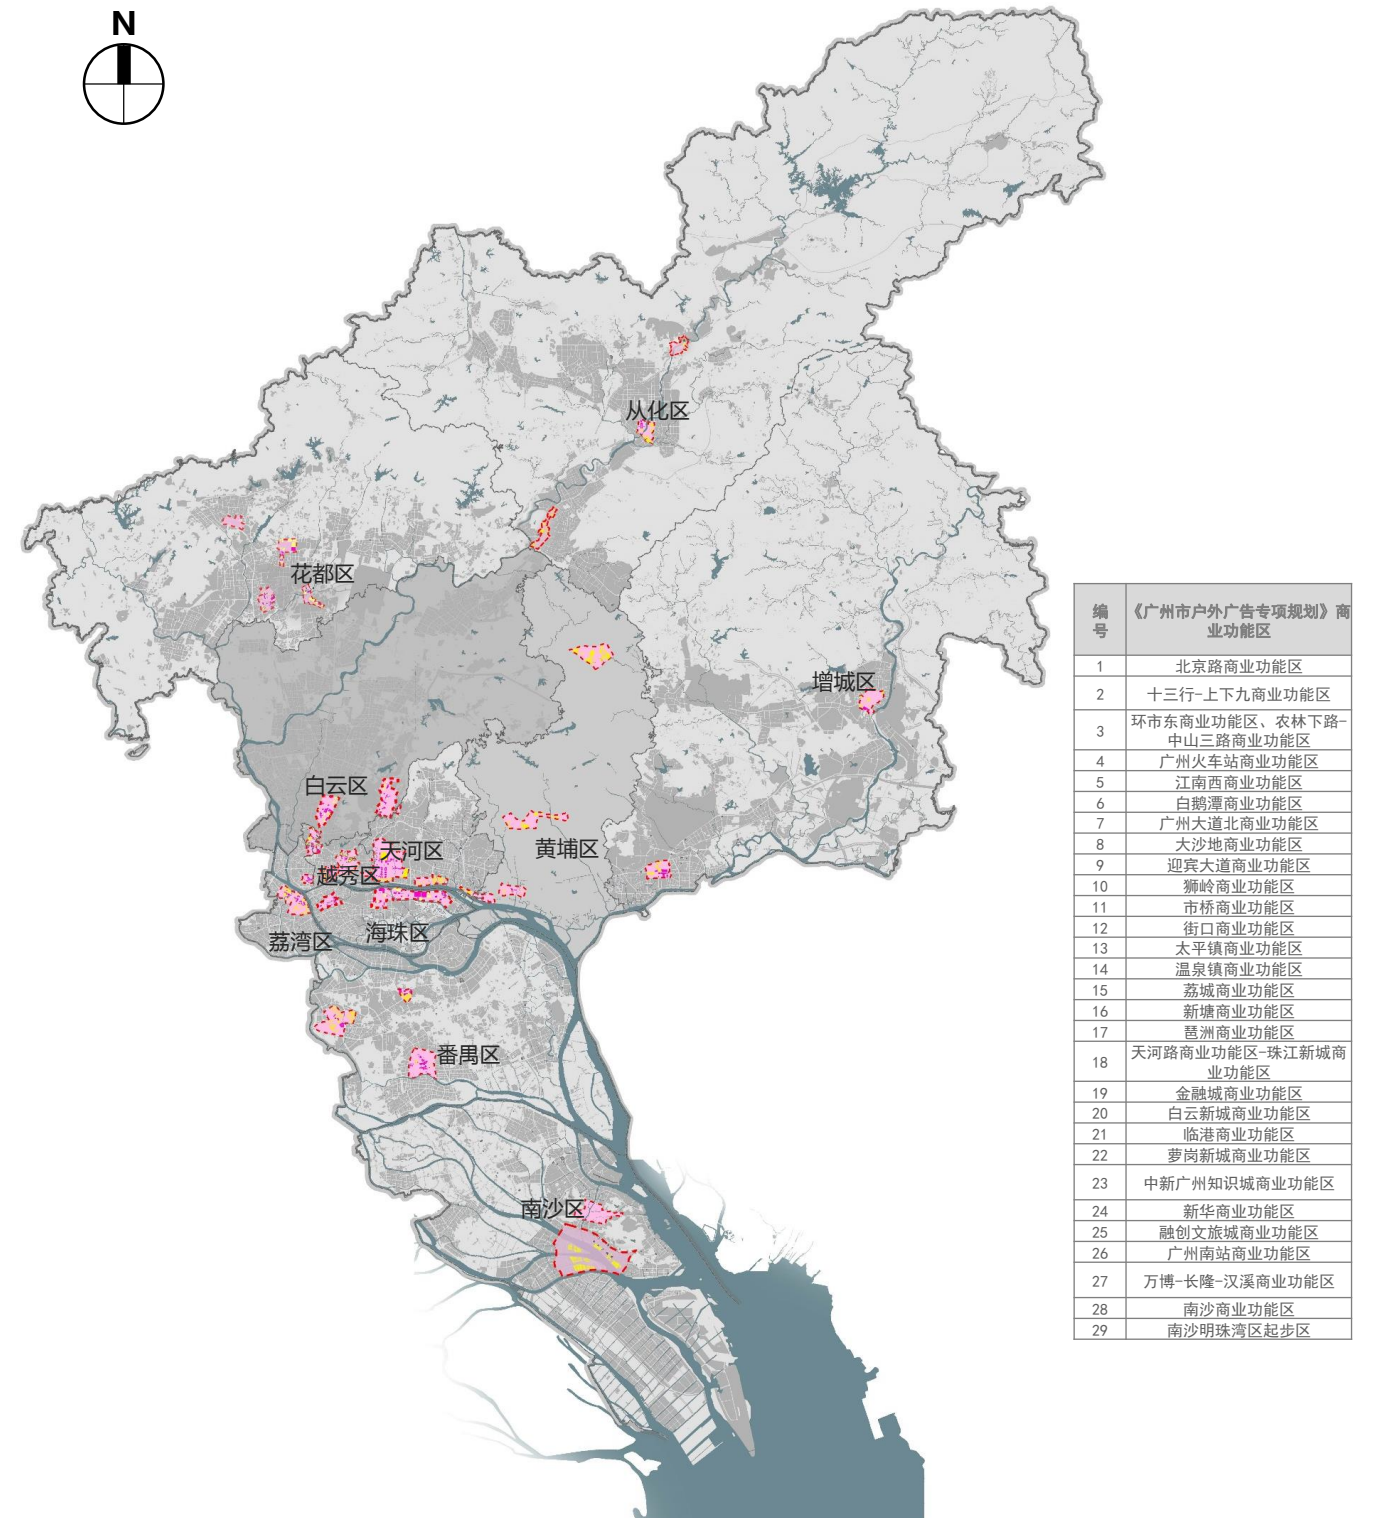 N
从化区
花都区
增城区
白云区
天河区
黄埔区
越秀区
海珠区
荔湾区
番禺区
南沙区
编号 《广州市户外广告专项规划》商
业功能区
1 北京路商业功能区
2 十三行-上下九商业功能区
3 环市东商业功能区、农林下路-
中山三路商业功能区
4 广州火车站商业功能区
5 江南西商业功能区
6 白鹅潭商业功能区
7 广州大道北商业功能区
8 大沙地商业功能区
9 迎宾大道商业功能区
10 狮岭商业功能区
11 市桥商业功能区
12 街口商业功能区
13 太平镇商业功能区
14 温泉镇商业功能区
15 荔城商业功能区
16 新塘商业功能区
17 琶洲商业功能区
18 天河路商业功能区-珠江新城商
业功能区
19 金融城商业功能区
20 白云新城商业功能区
21 临港商业功能区
22 萝岗新城商业功能区
23 中新广州知识城商业功能区
24 新华商业功能区
25 融创文旅城商业功能区
26 广州南站商业功能区
27 万博-长隆-汉溪商业功能区
28 南沙商业功能区
29 南沙明珠湾区起步区